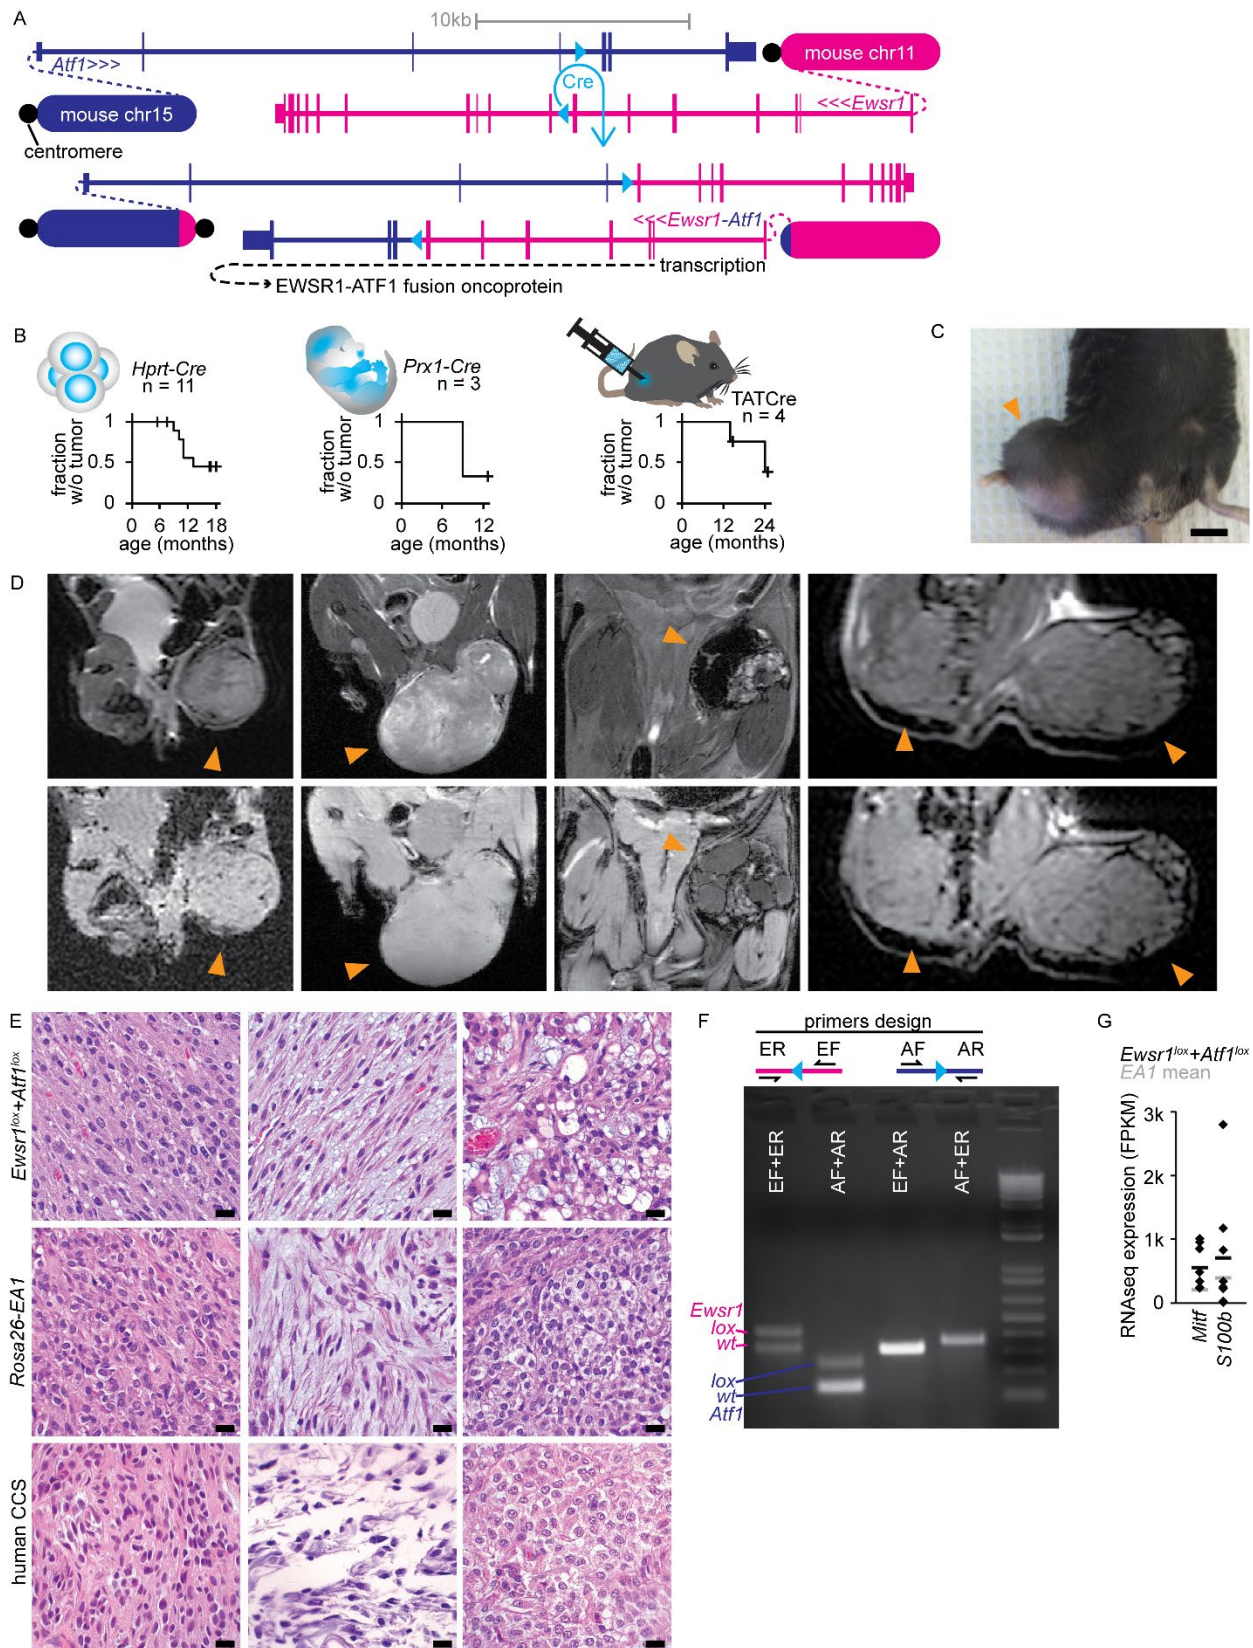 A
10kb
Atf1>>>
mouse chr11
Cre
<<<Ewsr1
mouse chr15
centromere
<<<Ewsr1-Atf1
transcription
EWSR1-ATF1 fusion oncoprotein
B
Hprt-Cre
n = 11
fraction
w/o tumor
1
0.5
0
0 6 12 18
age (months)
Prx1-Cre
n = 3
fraction
w/o tumor
1
0.5
0
0 12
age (months)
TATCre
n = 4
fraction
w/o tumor
1
0.5
0
0 12 24
age (months)
C
D
E
Ewsr1lox+Atf1lox
Rosa26-EA1
human CCS
F
primers design
ER EF AF AR
EF+ER
AF+AR
EF+AR
AF+ER
Ewsr1
lox
wt
lox
wt
Atf1
G
Ewsr1lox+Atf1lox
EA1 mean
RNAseq expression (FPKM)
3k
2k
1k
0
Mitf
S100b